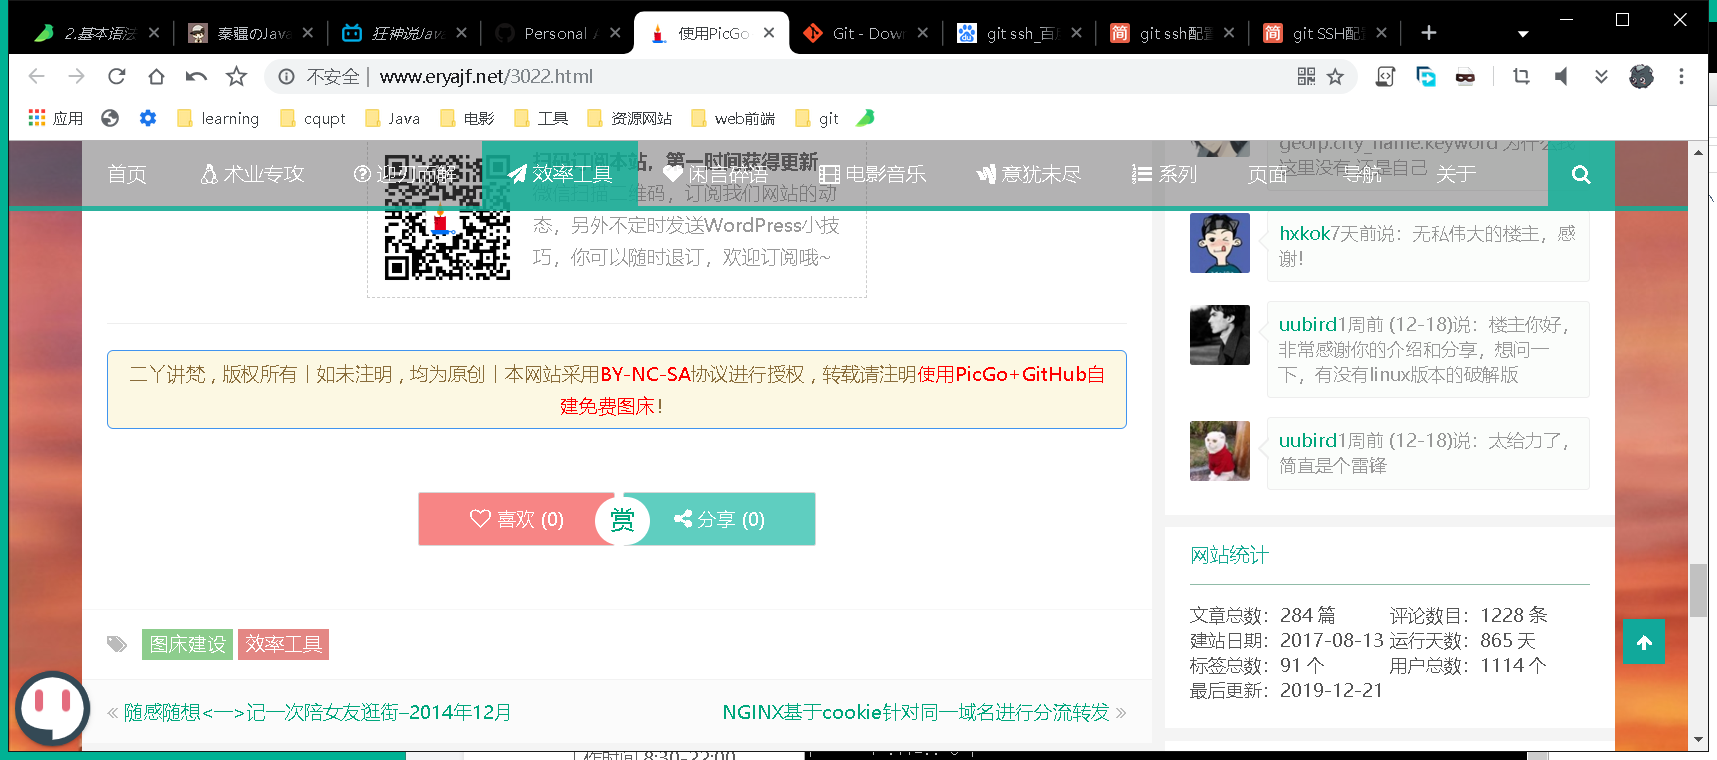 2.基本语法
秦疆のJava
狂神说Java
Personal A
使用PicGo
Git - Down
git ssh_百度
git ssh配置
git SSH配置
不安全 | www.eryajf.net/3022.html
应用 learning cqupt Java 电影 工具 资源网站 web前端 git
首页 术业专攻 迎刃而解 效率工具 闲言碎语 电影音乐 意犹未尽 系列 页面 导航 关于
扫码订阅本站，第一时间获得更新
微信扫描二维码，订阅我们网站的动
态，另外不定时发送WordPress小技
巧，你可以随时退订，欢迎订阅哦~
二丫讲梵 , 版权所有丨如未注明 , 均为原创丨本网站采用BY-NC-SA协议进行授权 , 转载请注明使用PicGo+GitHub自
建免费图床！
喜欢 (0)
赏
分享 (0)
图床建设 效率工具
« 随感随想<一>记一次陪女友逛街–2014年12月
NGINX基于cookie针对同一域名进行分流转发 »
geoip.city_name.keyword 为什么我
这里没有 还是自己
hxkok7天前说：无私伟大的楼主，感
谢！
uubird1周前 (12-18)说：楼主你好，
非常感谢你的介绍和分享，想问一
下，有没有linux版本的破解版
uubird1周前 (12-18)说：太给力了，
简直是个雷锋
网站统计
文章总数：284 篇 评论数目：1228 条
建站日期：2017-08-13 运行天数：865 天
标签总数：91 个 用户总数：1114 个
最后更新：2019-12-21
作时间 8:30-22:00